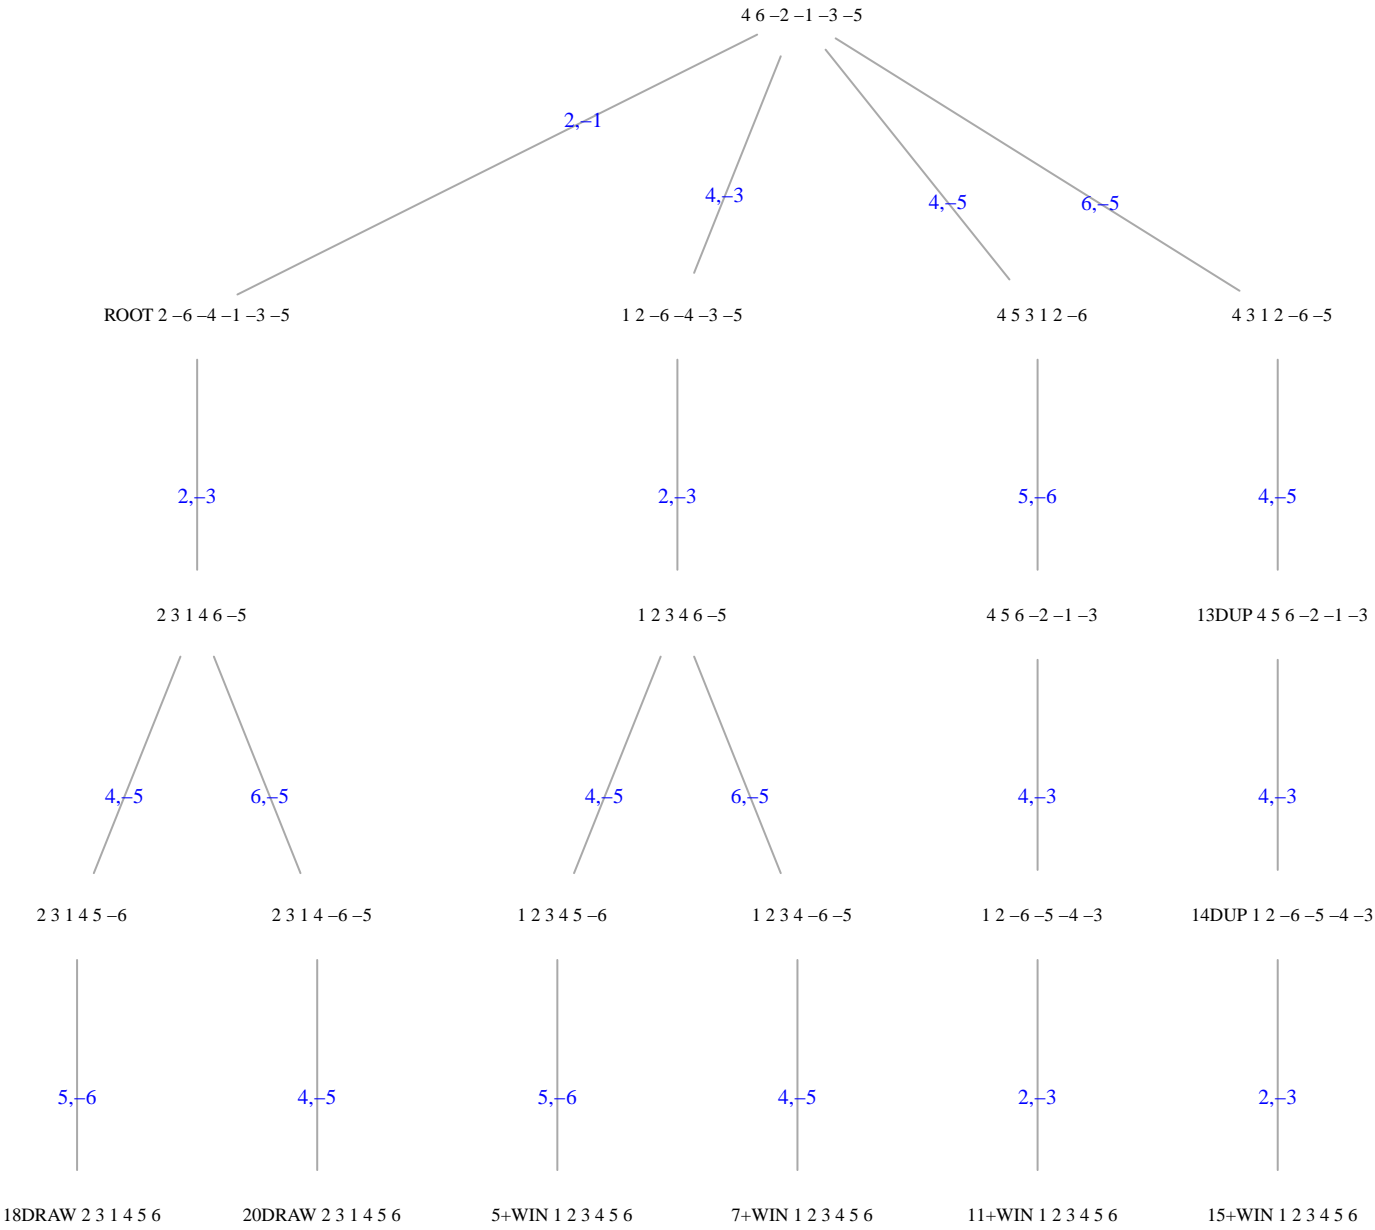 4 6 –2 –1 –3 –5
2,–1
4,–3
4,–5
6,–5
ROOT 2 –6 –4 –1 –3 –5
1 2 –6 –4 –3 –5
4 5 3 1 2 –6
4 3 1 2 –6 –5
2,–3
2,–3
5,–6
4,–5
2 3 1 4 6 –5
1 2 3 4 6 –5
4 5 6 –2 –1 –3
13DUP 4 5 6 –2 –1 –3
4,–5
6,–5
4,–5
6,–5
4,–3
4,–3
2 3 1 4 5 –6
2 3 1 4 –6 –5
1 2 3 4 5 –6
1 2 3 4 –6 –5
1 2 –6 –5 –4 –3
14DUP 1 2 –6 –5 –4 –3
5,–6
4,–5
5,–6
4,–5
2,–3
2,–3
18DRAW 2 3 1 4 5 6
20DRAW 2 3 1 4 5 6
5+WIN 1 2 3 4 5 6
7+WIN 1 2 3 4 5 6
11+WIN 1 2 3 4 5 6
15+WIN 1 2 3 4 5 6